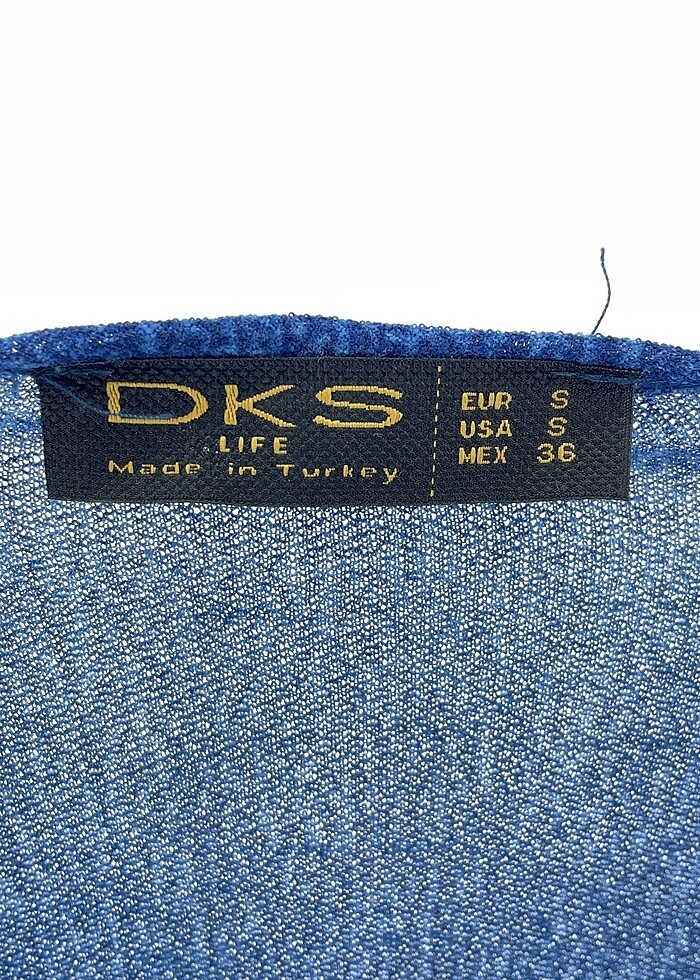 DKS
LIFE
Made in Turkey
EUR S
USA S
MEX 36